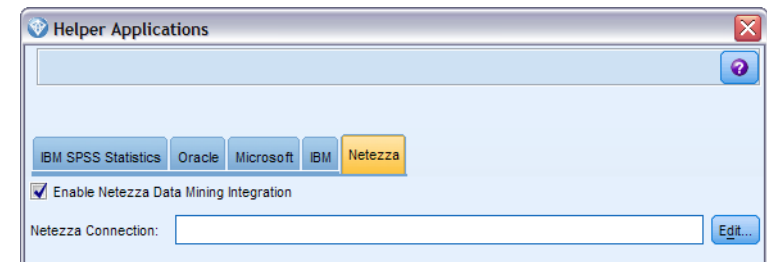 Helper Applications
IBM SPSS Statistics Oracle Microsoft IBM Netezza
Enable Netezza Data Mining Integration
Netezza Connection: Edit...